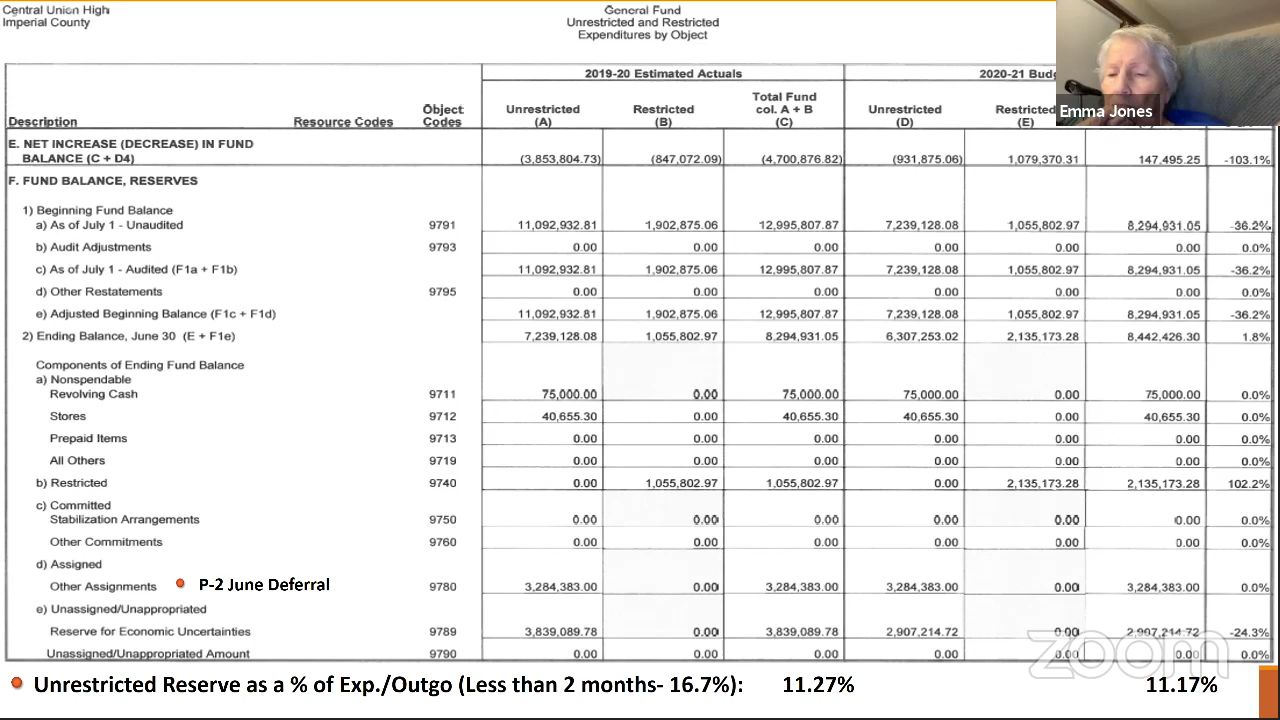 Central Union High
Imperial County
General Fund
Unrestricted and Restricted
Expenditures by Object
Emma Jones
2019-20 Estimated Actuals 2020-21
Description Resource Codes Object Codes Unrestricted (A) Restricted (B) Total Fund col. A + B (C) Unrestricted (D) Restricted (E)
E. NET INCREASE (DECREASE) IN FUND
BALANCE (C + D4) (3,853,804.73) (847,072.09) (4,700,876.82) (931,875.06) 1,079,370.31 147,495.25 -103.1%
F. FUND BALANCE, RESERVES
1) Beginning Fund Balance
a) As of July 1 - Unaudited 9791 11,092,932.81 1,902,875.06 12,995,807.87 7,239,128.08 1,055,802.97 8,294,931.05 -36.2%
b) Audit Adjustments 9793 0.00 0.00 0.00 0.00 0.00 0.00 0.0%
c) As of July 1 - Audited (F1a + F1b) 11,092,932.81 1,902,875.06 12,995,807.87 7,239,128.08 1,055,802.97 8,294,931.05 -36.2%
d) Other Restatements 9795 0.00 0.00 0.00 0.00 0.00 0.00 0.0%
e) Adjusted Beginning Balance (F1c + F1d) 11,092,932.81 1,902,875.06 12,995,807.87 7,239,128.08 1,055,802.97 8,294,931.05 -36.2%
2) Ending Balance, June 30 (E + F1e) 7,239,128.08 1,055,802.97 8,294,931.05 6,307,253.02 2,135,173.28 8,442,426.30 1.8%
Components of Ending Fund Balance
a) Nonspendable
Revolving Cash 9711 75,000.00 0.00 75,000.00 75,000.00 0.00 75,000.00 0.0%
Stores 9712 40,655.30 0.00 40,655.30 40,655.30 0.00 40,655.30 0.0%
Prepaid Items 9713 0.00 0.00 0.00 0.00 0.00 0.00 0.0%
All Others 9719 0.00 0.00 0.00 0.00 0.00 0.00 0.0%
b) Restricted 9740 0.00 1,055,802.97 1,055,802.97 0.00 2,135,173.28 2,135,173.28 102.2%
c) Committed
Stabilization Arrangements 9750 0.00 0.00 0.00 0.00 0.00 0.00 0.0%
Other Commitments 9760 0.00 0.00 0.00 0.00 0.00 0.00 0.0%
d) Assigned
Other Assignments • P-2 June Deferral 9780 3,284,383.00 0.00 3,284,383.00 3,284,383.00 0.00 3,284,383.00 0.0%
e) Unassigned/Unappropriated
Reserve for Economic Uncertainties 9789 3,839,089.78 0.00 3,839,089.78 2,907,214.72 0.00 2,907,214.72 -24.3%
Unassigned/Unappropriated Amount 9790 0.00 0.00 0.00 0.00 0.00 0.00 0.0%
zoom
• Unrestricted Reserve as a % of Exp./Outgo (Less than 2 months- 16.7%): 11.27% 11.17%